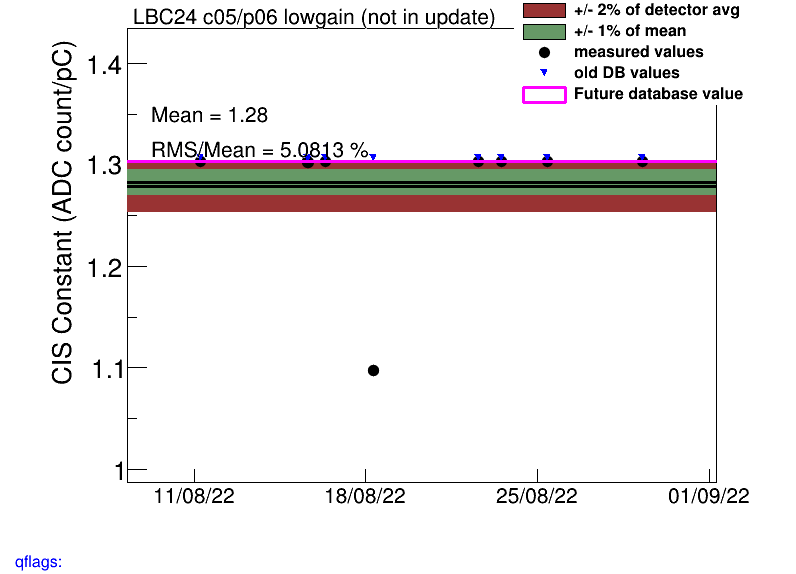 LBC24 c05/p06 lowgain (not in update)
+/- 2% of detector avg
+/- 1% of mean
measured values
old DB values
Future database value
Mean = 1.28
RMS/Mean = 5.0813 %
CIS Constant (ADC count/pC)
1.4
1.3
1.2
1.1
1
11/08/22 18/08/22 25/08/22 01/09/22
qflags: